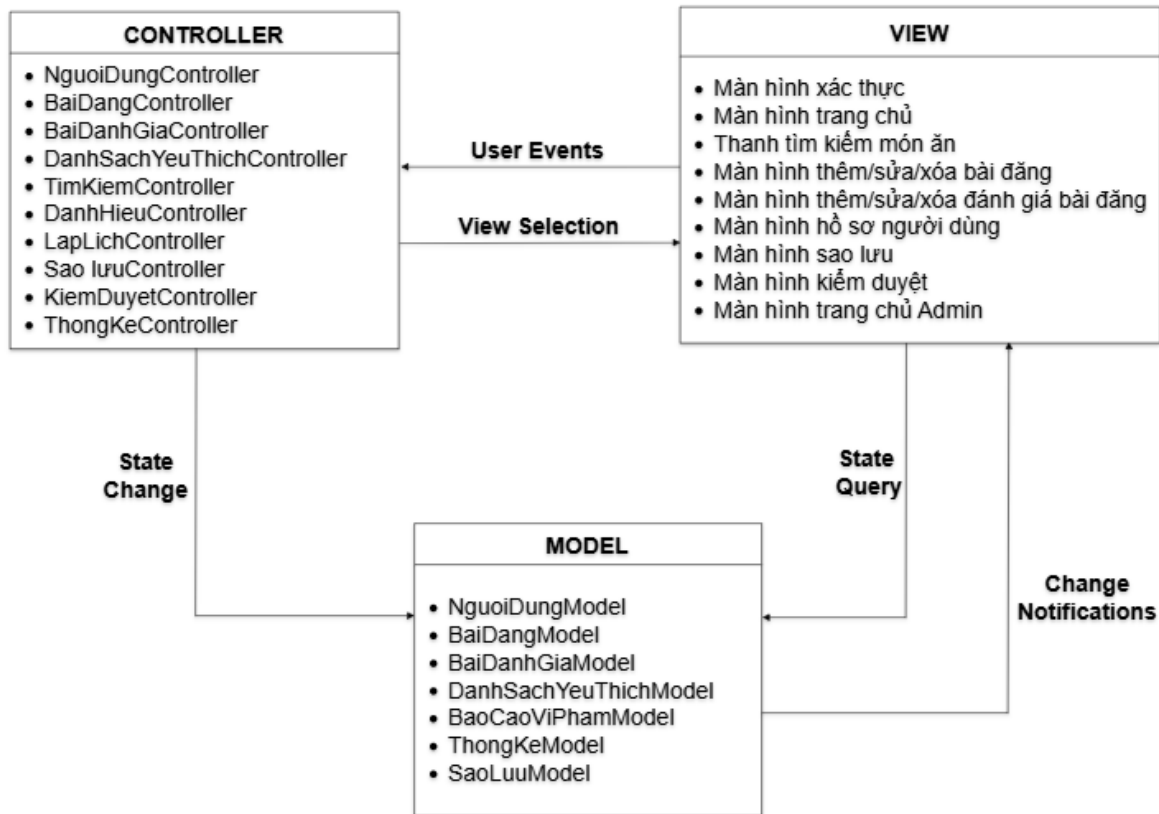 CONTROLLER
NguoiDungController
BaiDangController
BaiDanhGiaController
DanhSachYeuThichController
TimKiemController
DanhHieuController
LapLichController
Sao lưuController
KiemDuyetController
ThongKeController
User Events
View Selection
VIEW
Màn hình xác thực
Màn hình trang chủ
Thanh tìm kiếm món ăn
Màn hình thêm/sửa/xóa bài đăng
Màn hình thêm/sửa/xóa đánh giá bài đăng
Màn hình hồ sơ người dùng
Màn hình sao lưu
Màn hình kiểm duyệt
Màn hình trang chủ Admin
State
Change
State
Query
Change
Notifications
MODEL
NguoiDungModel
BaiDangModel
BaiDanhGiaModel
DanhSachYeuThichModel
BaoCaoViPhamModel
ThongKeModel
SaoLuuModel